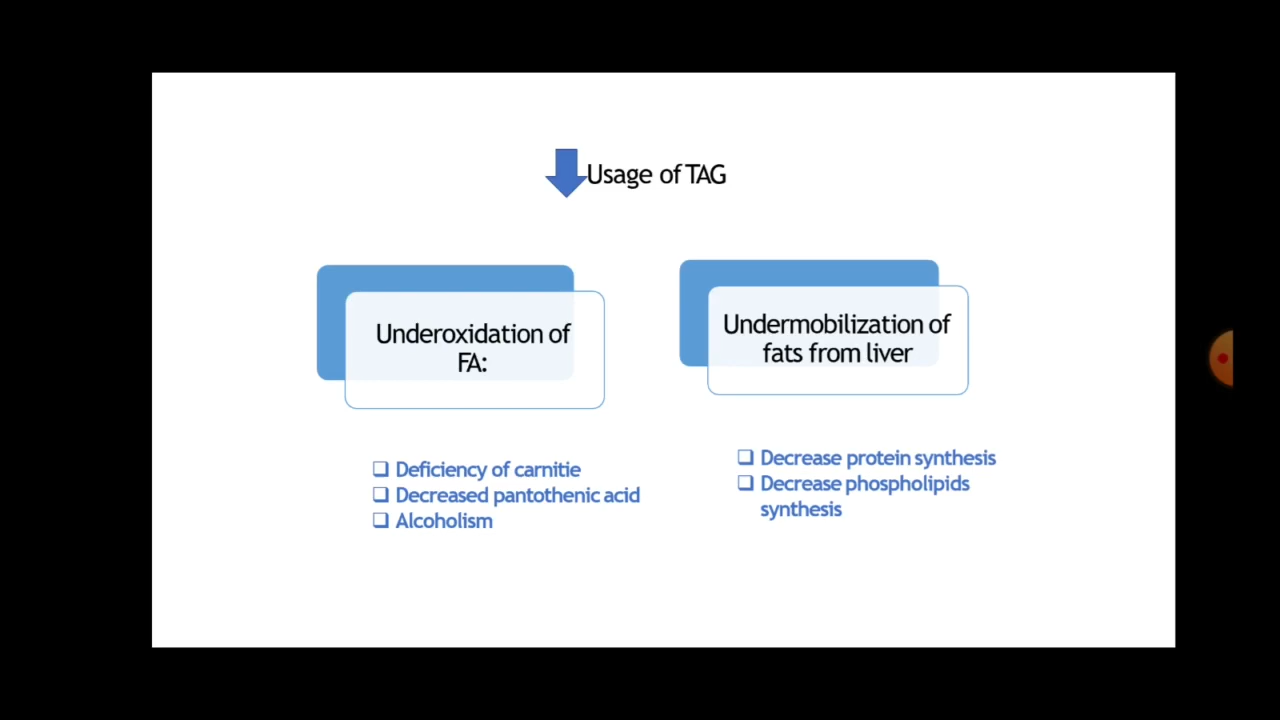 Usage of TAG
Underoxidation of
FA:
Undermobilization of
fats from liver
Deficiency of carnitie
Decreased pantothenic acid
Alcoholism
Decrease protein synthesis
Decrease phospholipids
synthesis